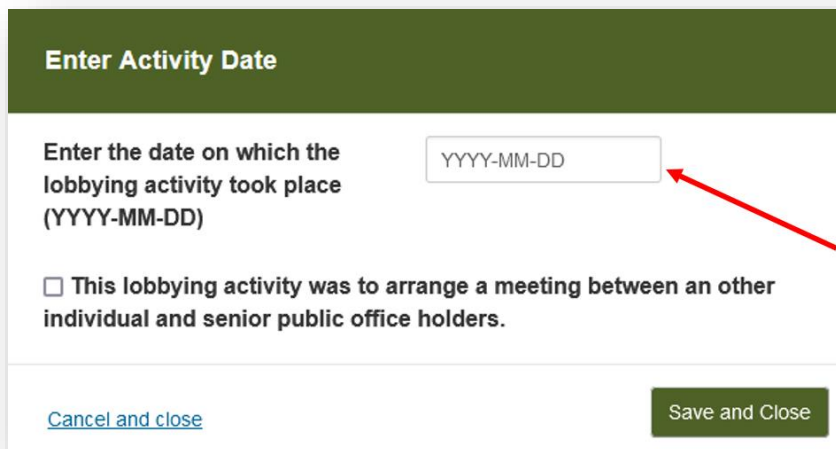 Enter Activity Date
Enter the date on which the
lobbying activity took place
(YYYY-MM-DD)
YYYY-MM-DD
This lobbying activity was to arrange a meeting between an other
individual and senior public office holders.
Cancel and close
Save and Close